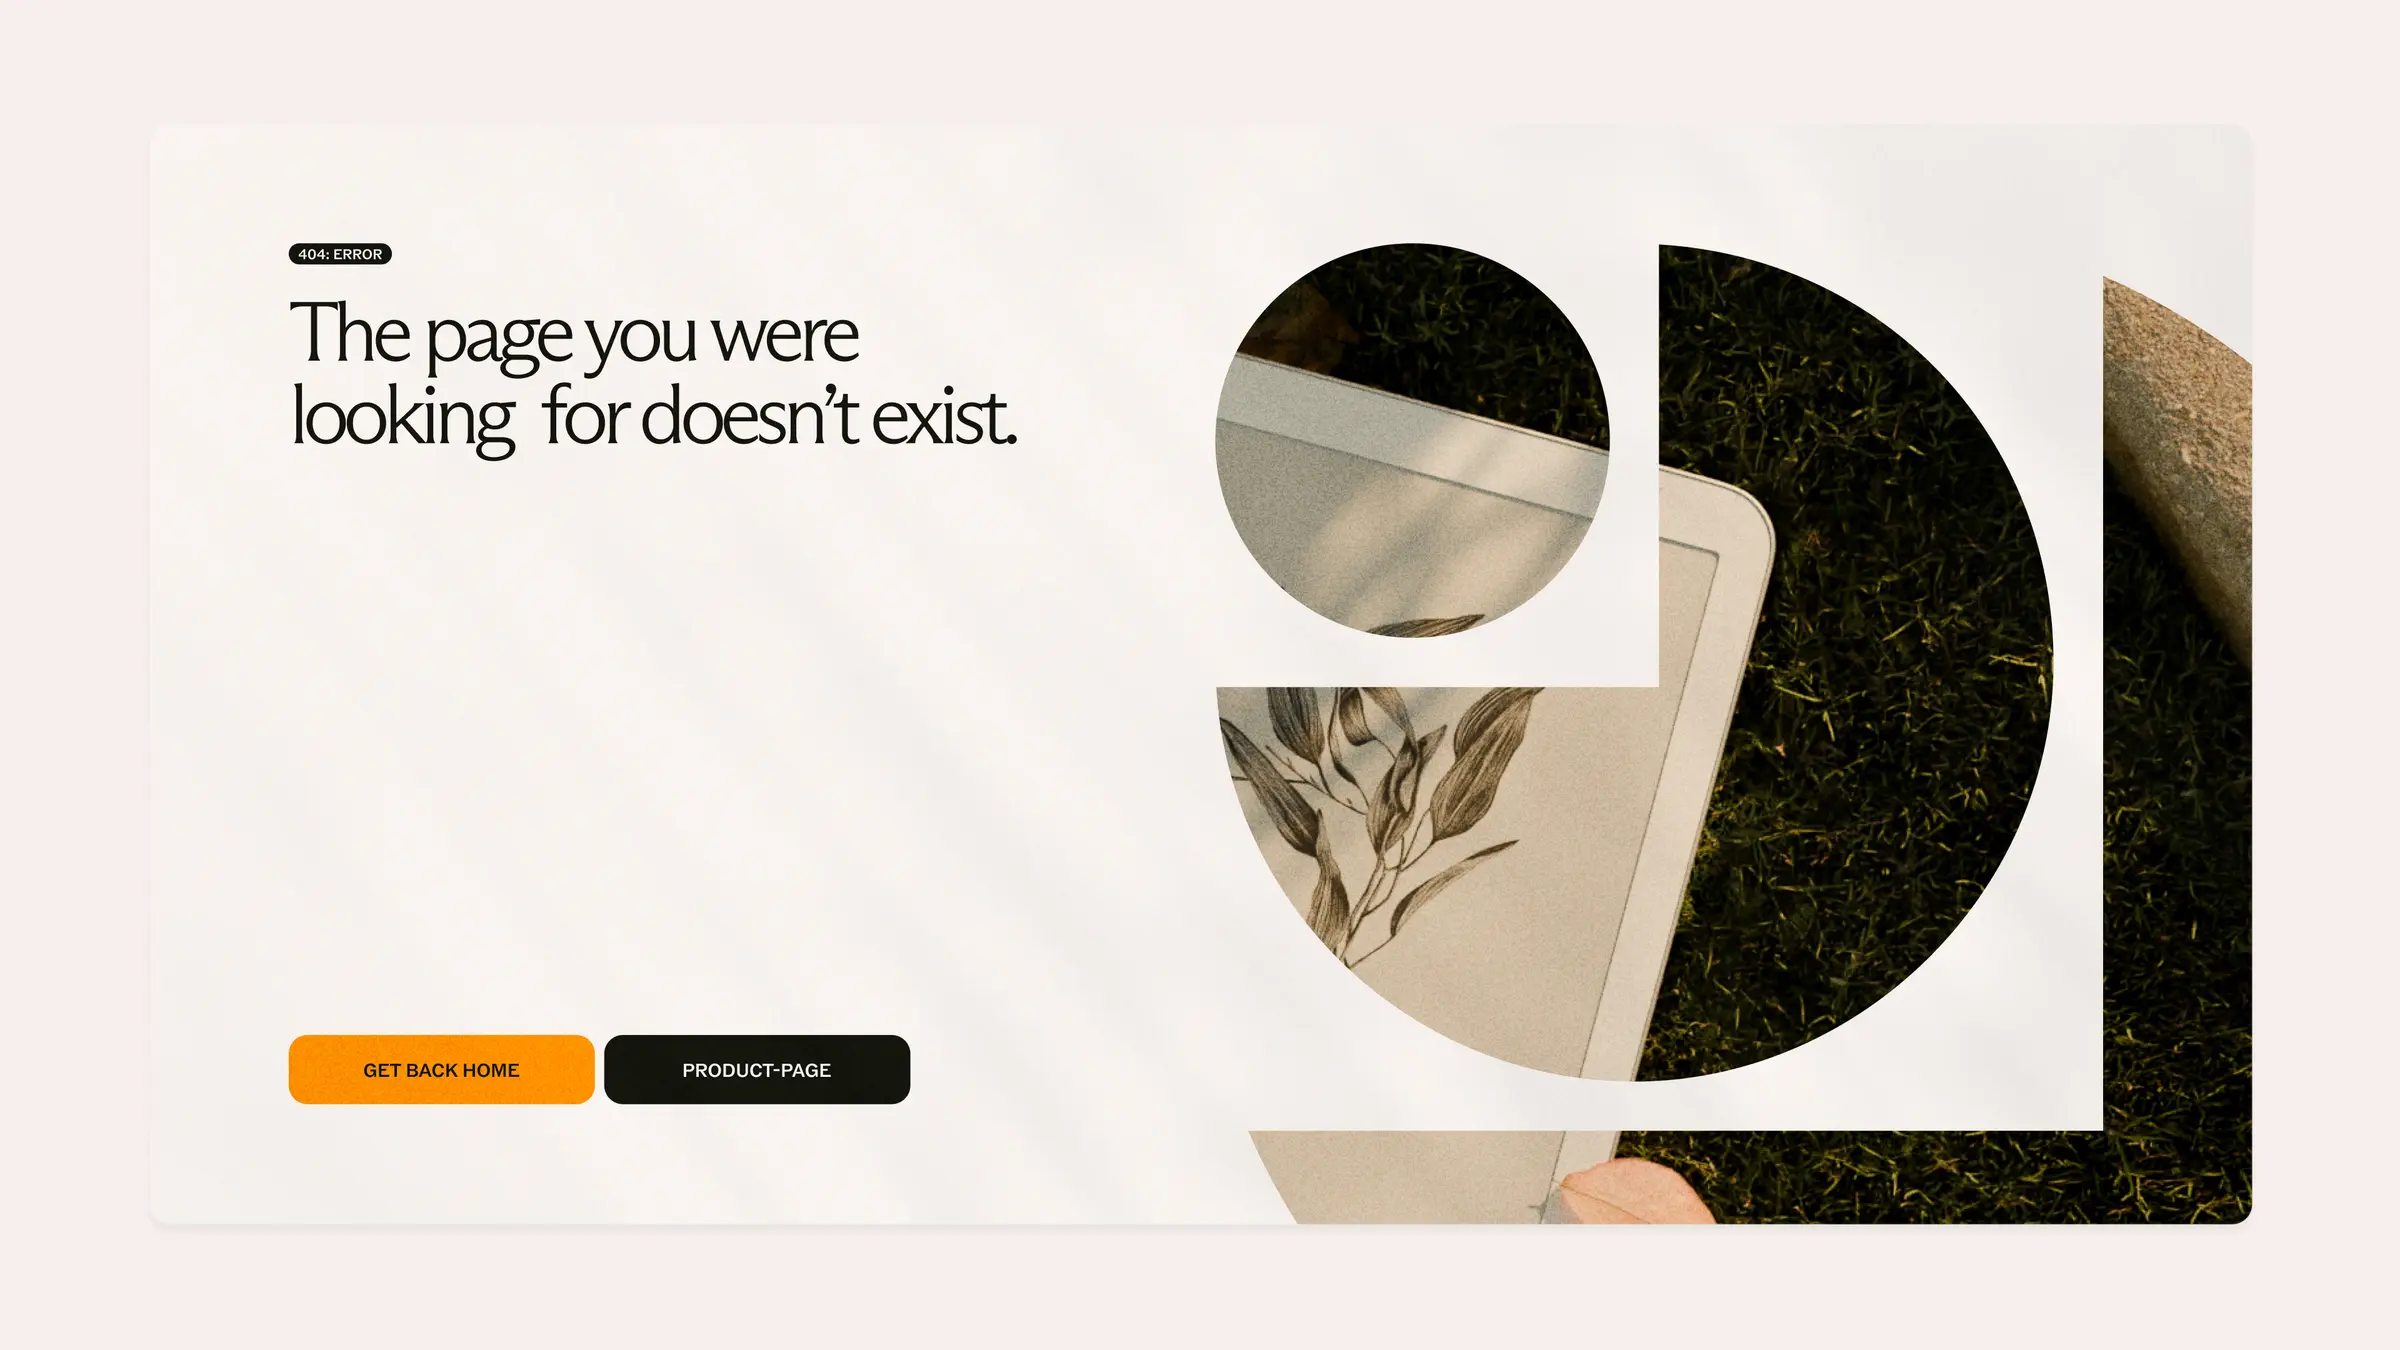 404: ERROR
The page you were
looking for doesn’t exist.
GET BACK HOME
PRODUCT-PAGE